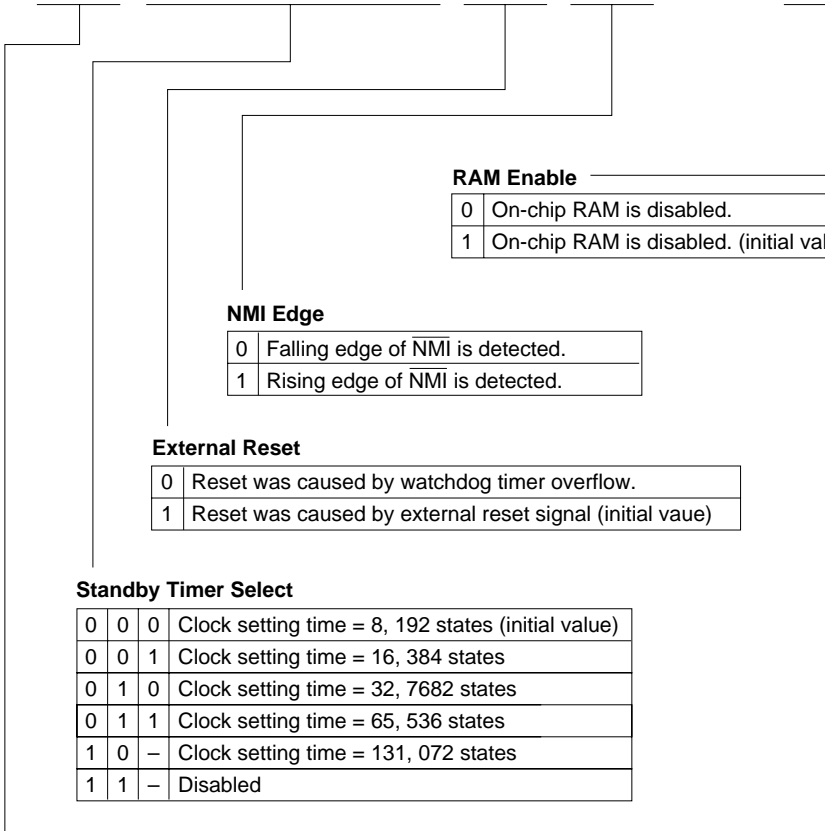 RAM Enable
0 On-chip RAM is disabled.
1 On-chip RAM is disabled. (initial val
NMI Edge
0 Falling edge of N̅M̅I̅ is detected.
1 Rising edge of N̅M̅I̅ is detected.
External Reset
0 Reset was caused by watchdog timer overflow.
1 Reset was caused by external reset signal (initial vaue)
Standby Timer Select
0 0 0 Clock setting time = 8, 192 states (initial value)
0 0 1 Clock setting time = 16, 384 states
0 1 0 Clock setting time = 32, 7682 states
0 1 1 Clock setting time = 65, 536 states
1 0 – Clock setting time = 131, 072 states
1 1 – Disabled